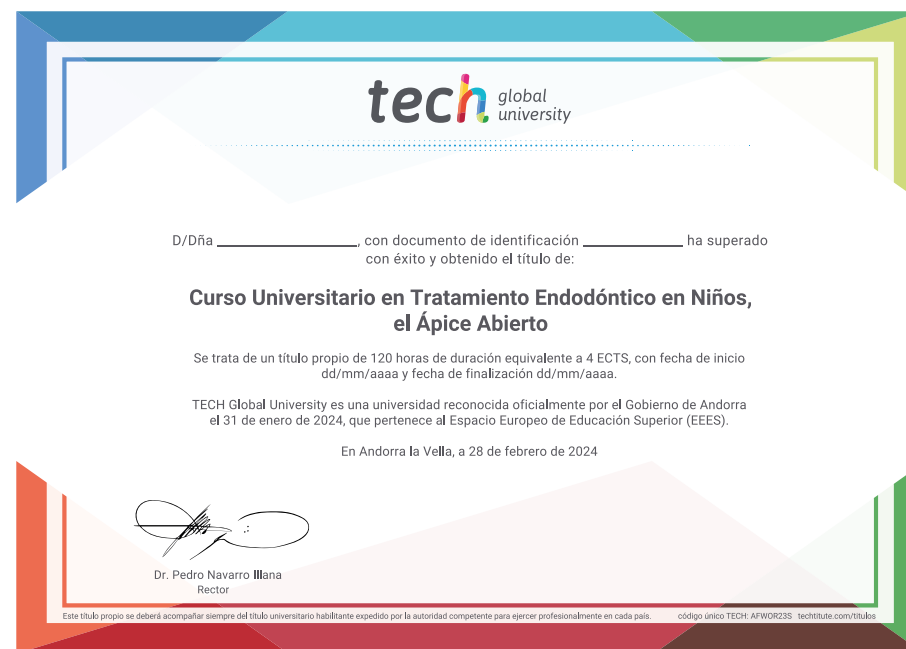 tech global university
D/Dña ____________________, con documento de identificación ______________ ha superado
con éxito y obtenido el título de:
Curso Universitario en Tratamiento Endodóntico en Niños,
el Ápice Abierto
Se trata de un título propio de 120 horas de duración equivalente a 4 ECTS, con fecha de inicio
dd/mm/aaaa y fecha de finalización dd/mm/aaaa.
TECH Global University es una universidad reconocida oficialmente por el Gobierno de Andorra
el 31 de enero de 2024, que pertenece al Espacio Europeo de Educación Superior (EEES).
En Andorra la Vella, a 28 de febrero de 2024
Dr. Pedro Navarro Illana
Rector
Este título propio se deberá acompañar siempre del título universitario habilitante expedido por la autoridad competente para ejercer profesionalmente en cada país. código único TECH: AFWOR23S techtitute.com/titulos